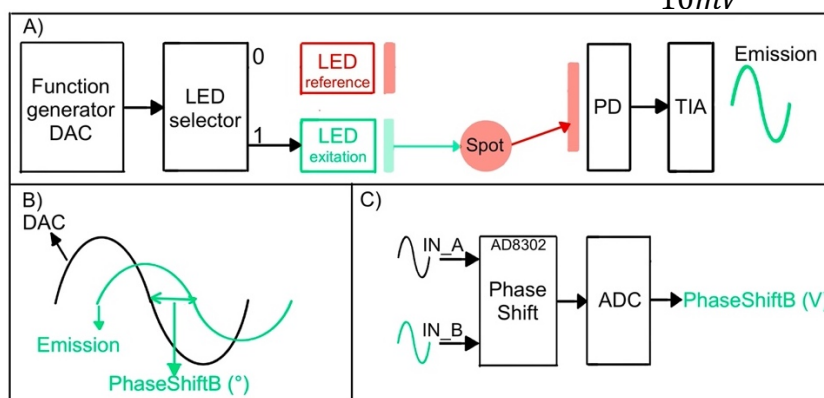 10mv
A)
Function
generator
DAC
LED
selector
0
1
LED
reference
LED
exitation
Spot
PD
TIA
Emission
B)
DAC
Emission
PhaseShiftB (°)
C)
IN_A
IN_B
AD8302
Phase
Shift
ADC
PhaseShiftB (V)